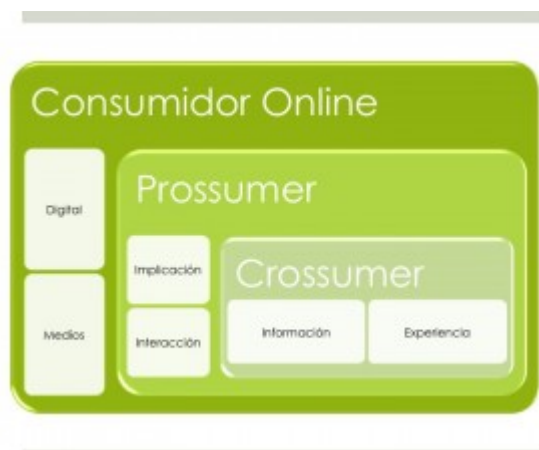 Consumidor Online
Digital
Medios
Prossumer
Implicación
Interacción
Crossumer
Información
Experiencia